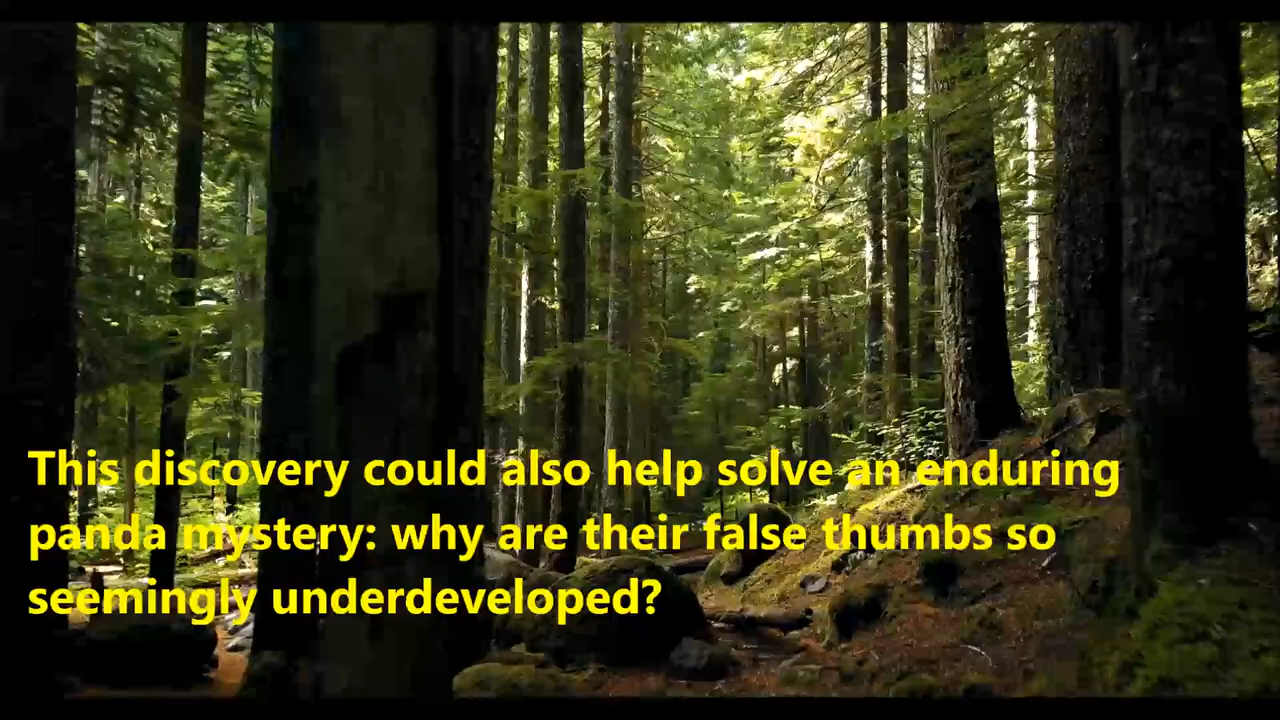 This discovery could also help solve an enduring
panda mystery: why are their false thumbs so
seemingly underdeveloped?